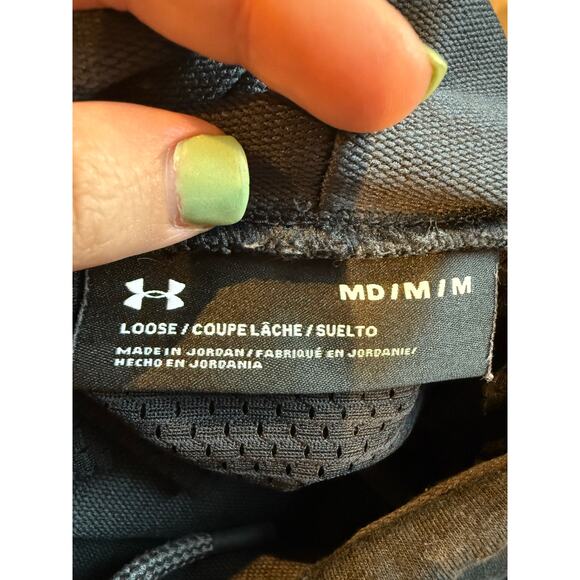 MD/M/M
LOOSE/COUPE LÂCHE/SUELTO
MADE IN JORDAN/FABRIQUÉ EN JORDANIE/
HECHO EN JORDANIA